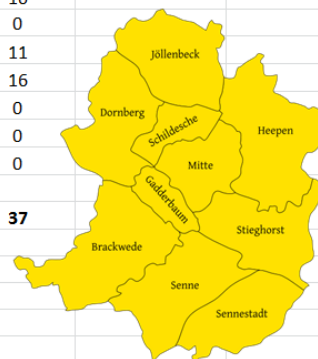 0
11
16
0
0
0
37
Jöllenbeck
Dornberg
Schildesche
Heepen
Mitte
Gadderbaum
Stieghorst
Brackwede
Senne
Sennestadt